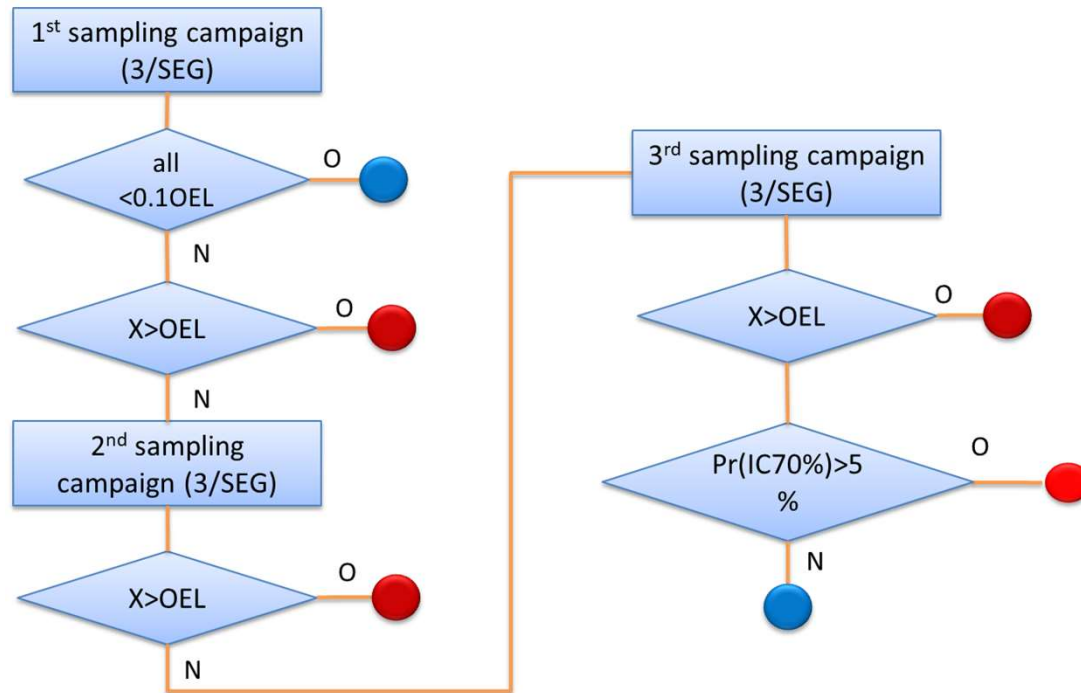 1st sampling campaign
(3/SEG)
all
<0.1OEL
O
N
X>OEL
O
N
2nd sampling
campaign (3/SEG)
X>OEL
O
N
3rd sampling campaign
(3/SEG)
X>OEL
O
Pr(IC70%)>5
%
O
N